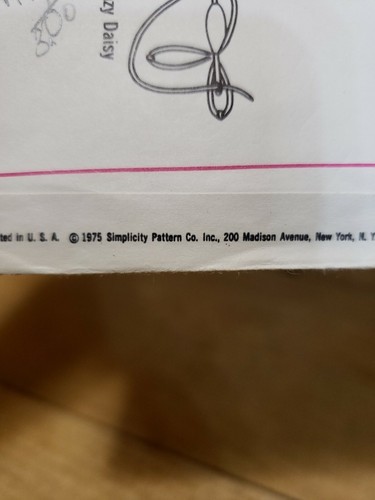 zy Daisy
ted in U. S. A. © 1975 Simplicity Pattern Co. Inc., 200 Madison Avenue, New York, N. Y